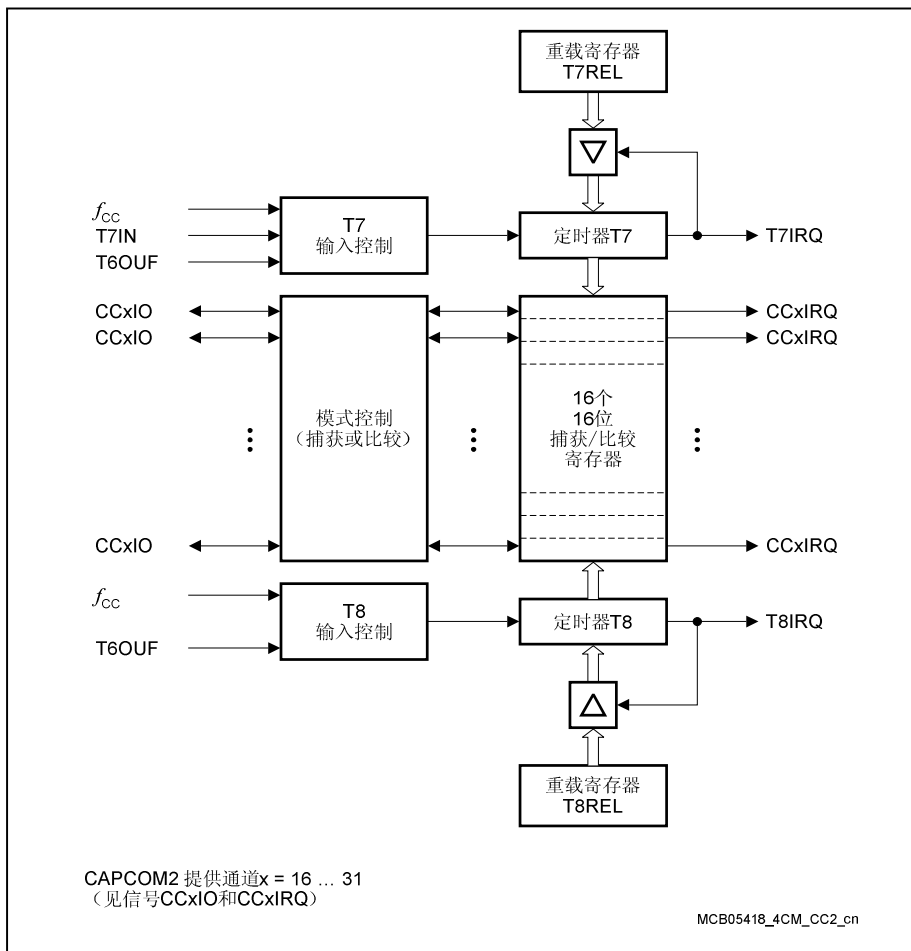 重载寄存器
T7REL
fCC
T7IN
T6OUF
T7
输入控制
定时器T7
T7IRQ
CCxIO
CCxIO
CCxIRQ
CCxIRQ
模式控制
(捕获或比较)
16个
16位
捕获/比较
寄存器
CCxIO
CCxIRQ
fCC
T6OUF
T8
输入控制
定时器T8
T8IRQ
重载寄存器
T8REL
CAPCOM2 提供通道x = 16 … 31
(见信号CCxIO和CCxIRQ)
MCB05418_4CM_CC2_cn